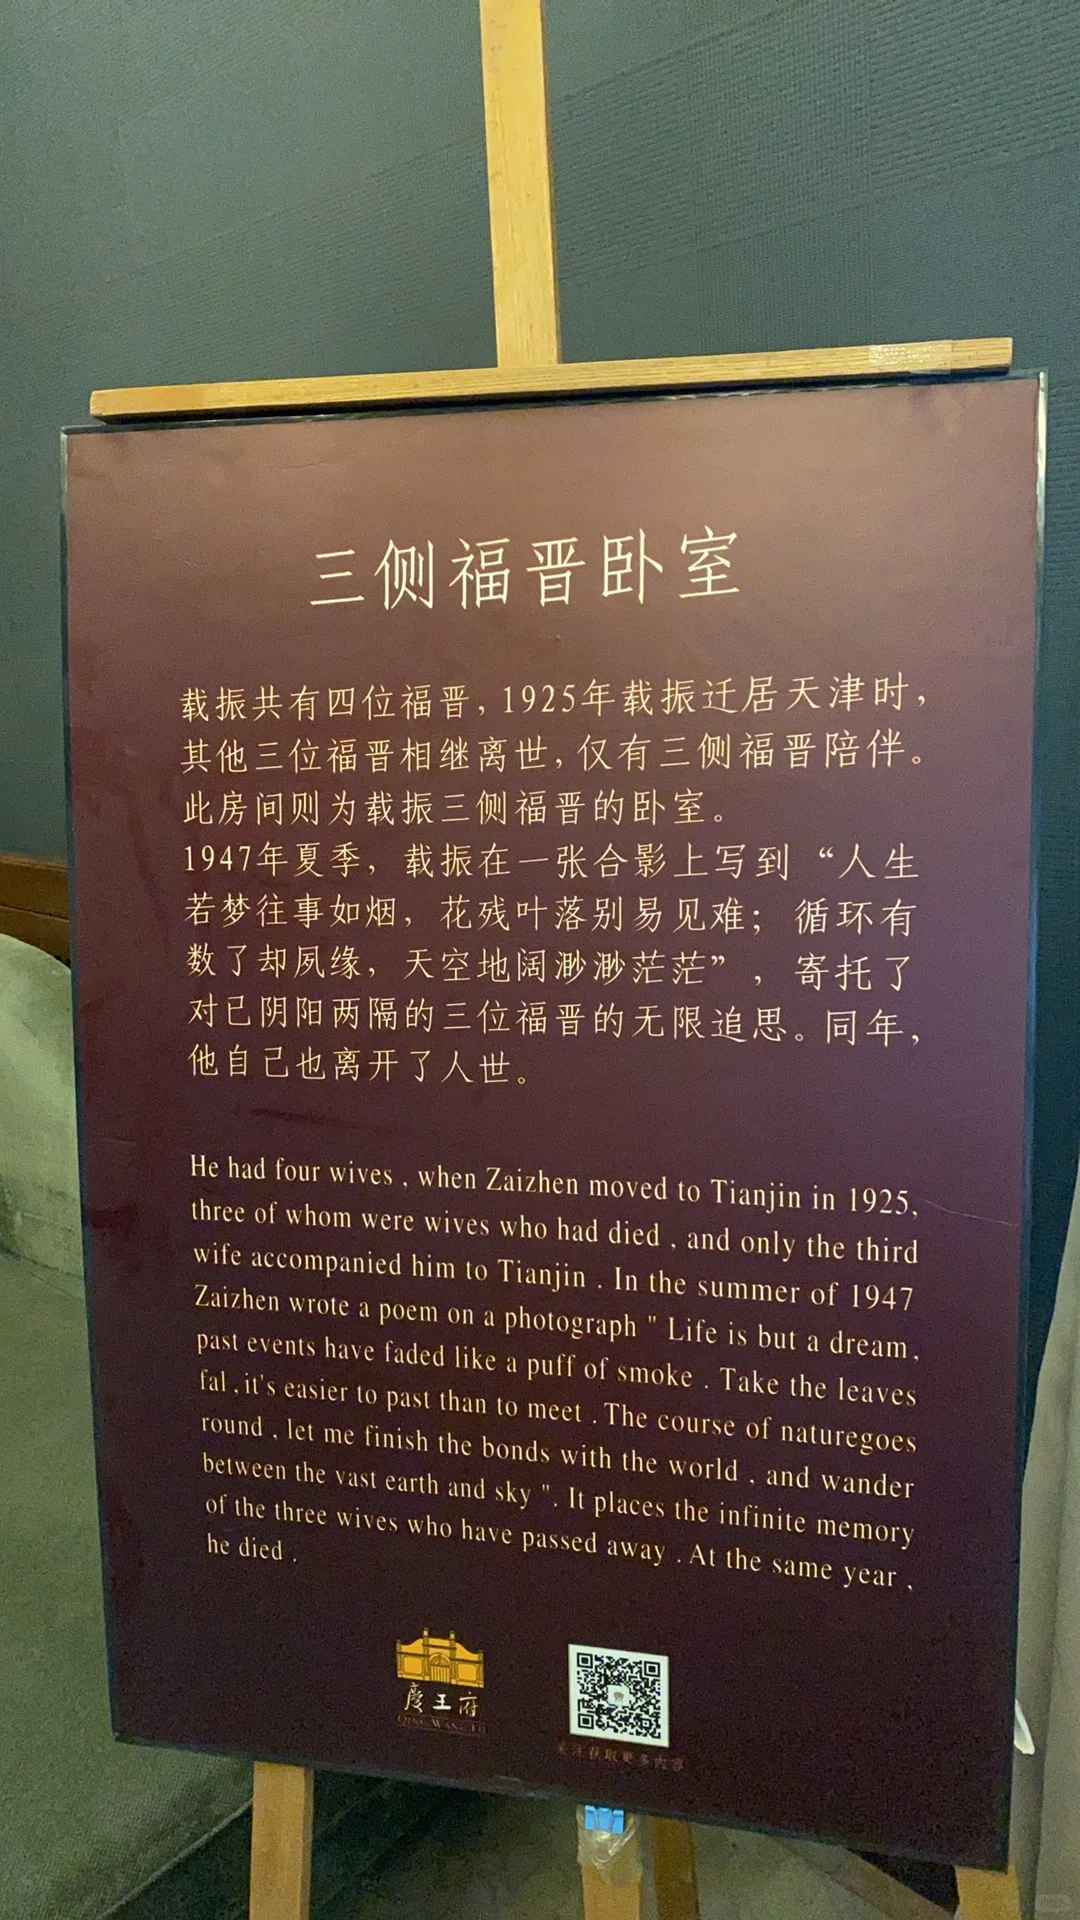 三侧福晋卧室
载振共有四位福晋，1925年载振迁居天津时，
其他三位福晋相继离世，仅有三侧福晋陪伴。
此房间则为载振三侧福晋的卧室。
1947年夏季，载振在一张合影上写到“人生
若梦往事如烟，花残叶落别易见难；循环有
数了却夙缘，天空地阔渺渺茫茫”，寄托了
对已阴阳两隔的三位福晋的无限追思。同年，
他自己也离开了人世。
He had four wives , when Zaizhen moved to Tianjin in 1925,
three of whom were wives who had died , and only the third
wife accompanied him to Tianjin . In the summer of 1947
Zaizhen wrote a poem on a photograph " Life is but a dream ,
past events have faded like a puff of smoke . Take the leaves
fal , it's easier to past than to meet . The course of naturegoes
round , let me finish the bonds with the world , and wander
between the vast earth and sky ". It places the infinite memory
of the three wives who have passed away . At the same year ,
he died .
慶王府
QING WANG FU
关注获取更多内容